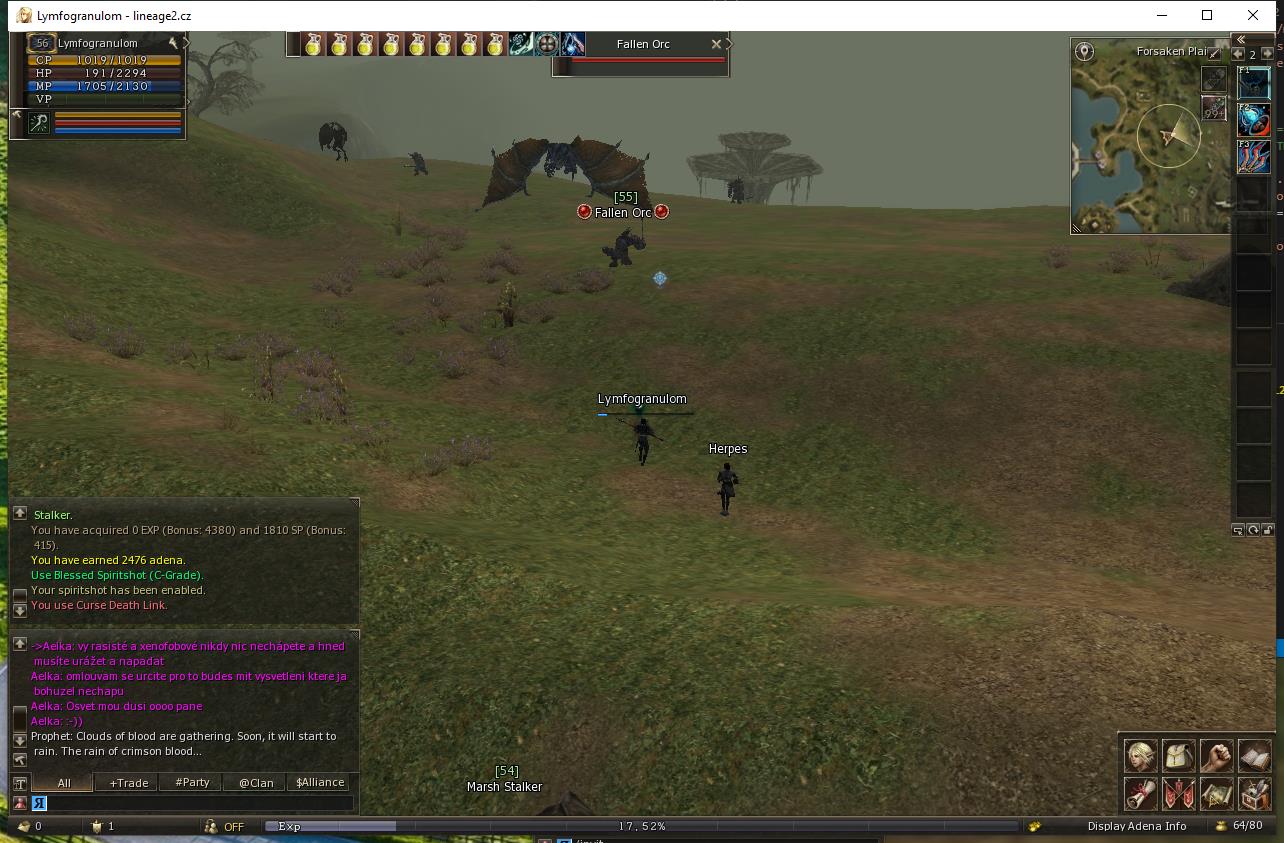 Lymfogranulom - lineage2.cz
56 Lymfogranulom
CP 1019/1019
HP 191/2294
MP 1705/2130
VP
Fallen Orc
Forsaken Plai
2
F1
F2
F3
99+
[55]
Fallen Orc
Lymfogranulom
Herpes
Stalker.
You have acquired 0 EXP (Bonus: 4380) and 1810 SP (Bonus:
415).
You have earned 2476 adena.
Use Blessed Spiritshot (C-Grade).
Your spiritshot has been enabled.
You use Curse Death Link.
->Aelka: vy rasisté a xenofobové nikdy nic nechápete a hned
musíte urážet a napadat
Aelka: omlouvam se urcite pro to budes mit vysvetleni ktere ja
bohuzel nechapu
Aelka: Osvet mou dusi oooo pane
Aelka: :-))
Prophet: Clouds of blood are gathering. Soon, it will start to
rain. The rain of crimson blood...
All +Trade #Party @Clan $Alliance
[54]
Marsh Stalker
0 1 OFF Exp 17,52% Display Adena Info 64/80